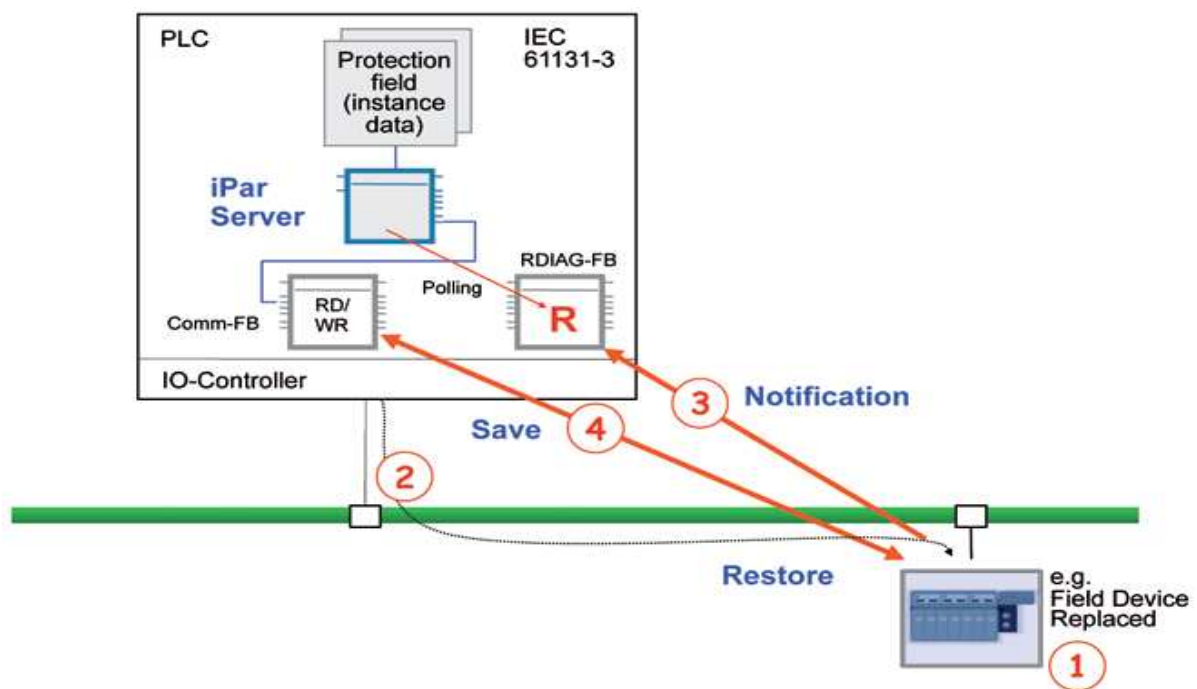 PLC
IEC
61131-3
Protection
field
(instance
data)
iPar
Server
RDIAG-FB
Polling
Comm-FB
RD/
WR
R
IO-Controller
3
Notification
Save
4
2
Restore
e.g.
Field Device
Replaced
1